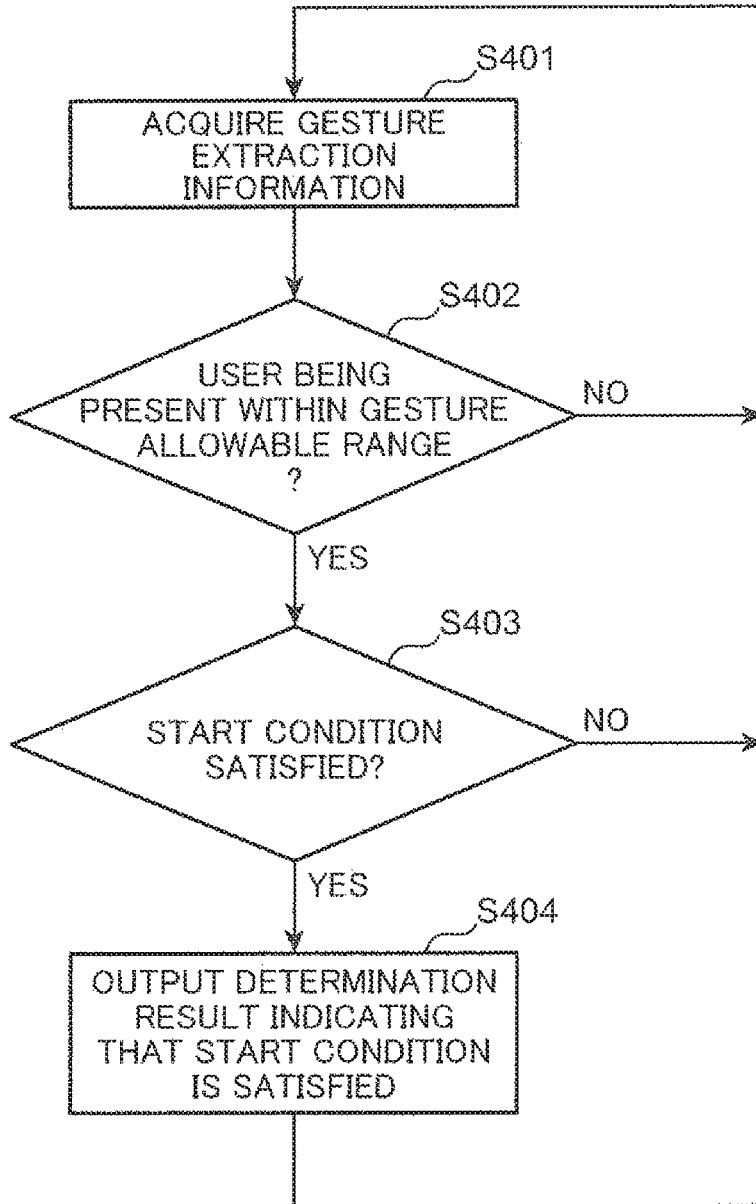 S401
ACQUIRE GESTURE
EXTRACTION
INFORMATION
S402
USER BEING
PRESENT WITHIN GESTURE
ALLOWABLE RANGE
?
NO
YES
S403
START CONDITION
SATISFIED?
NO
YES
S404
OUTPUT DETERMINATION
RESULT INDICATING
THAT START CONDITION
IS SATISFIED